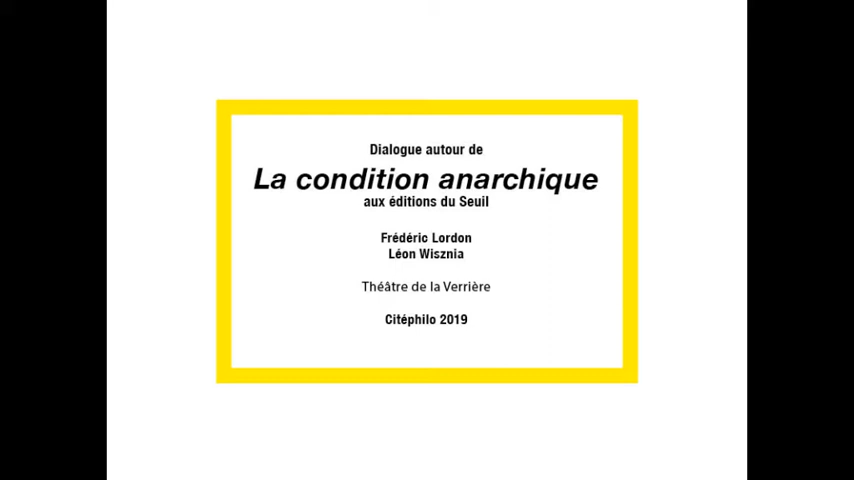 Dialogue autour de
La condition anarchique
aux éditions du Seuil
Frédéric Lordon
Léon Wisznia
Théâtre de la Verrière
Citéphilo 2019